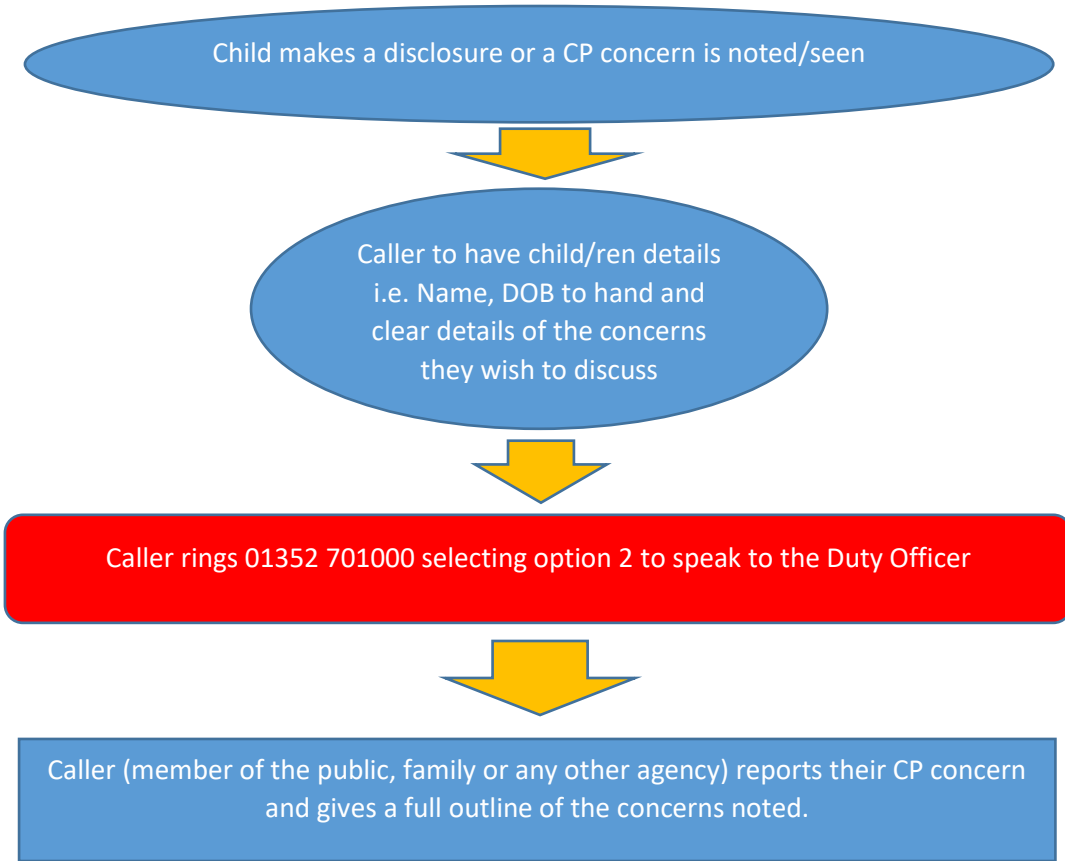 Child makes a disclosure or a CP concern is noted/seen
Caller to have child/ren details
i.e. Name, DOB to hand and
clear details of the concerns
they wish to discuss
Caller rings 01352 701000 selecting option 2 to speak to the Duty Officer
Caller (member of the public, family or any other agency) reports their CP concern
and gives a full outline of the concerns noted.